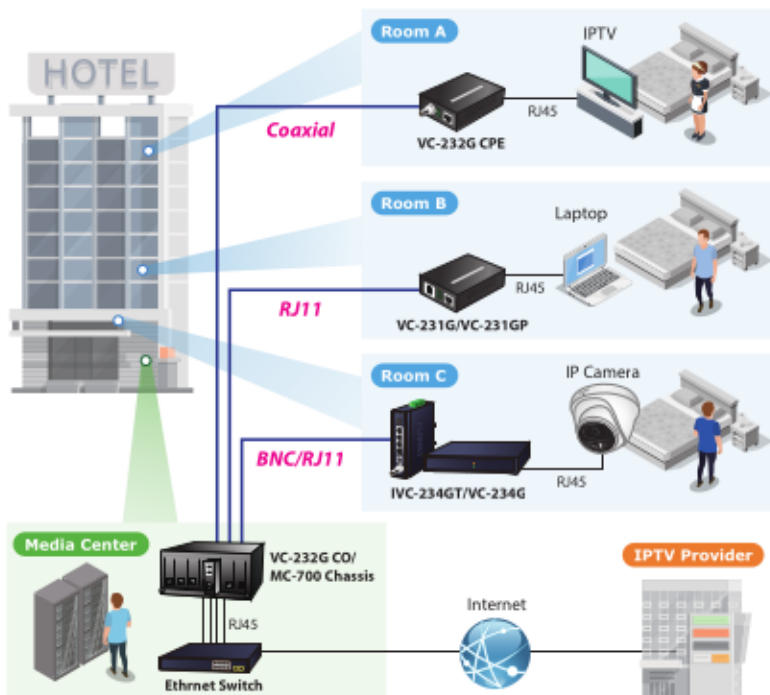 HOTEL
Room A
IPTV
Coaxial
RJ45
VC-232G CPE
Room B
Laptop
RJ11
RJ45
VC-231G/VC-231GP
Room C
IP Camera
BNC/RJ11
RJ45
IVC-234GT/VC-234G
Media Center
VC-232G CO/
MC-700 Chassis
RJ45
Ethrnet Switch
Internet
IPTV Provider